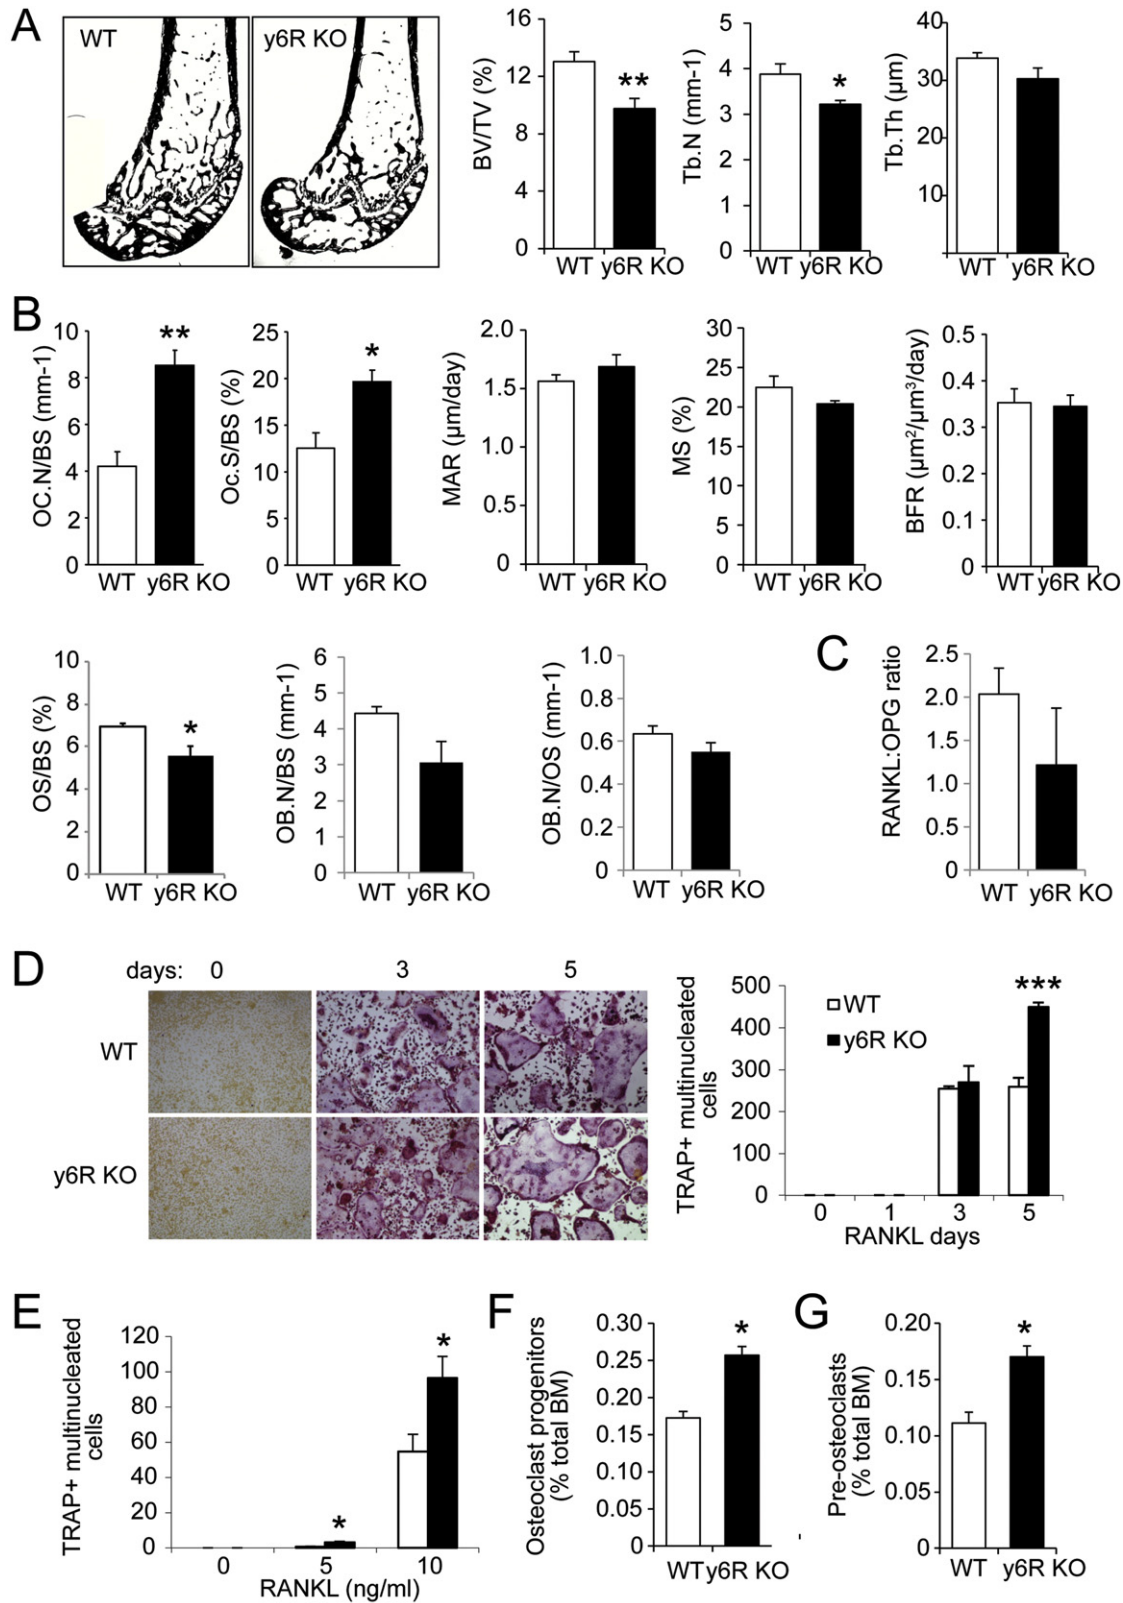 A
WT
y6R KO
BV/TV (%)
16
12
8
4
0
**
WT y6R KO
Tb.N (mm-1)
5
4
3
2
1
0
*
WT y6R KO
Tb.Th (µm)
40
30
20
10
WT y6R KO
B
OC.N/BS (mm-1)
10
8
6
4
2
0
**
WT y6R KO
Oc.S/BS (%)
25
20
15
10
5
0
*
WT y6R KO
MAR (µm/day)
2.0
1.5
1.0
0.5
0
WT y6R KO
MS (%)
30
25
20
15
10
5
0
WT y6R KO
BFR (µm²/µm³/day)
0.5
0.4
0.3
0.2
0.1
0
WT y6R KO
OS/BS (%)
10
8
6
4
2
0
*
WT y6R KO
OB.N/BS (mm-1)
6
5
4
3
2
1
0
WT y6R KO
OB.N/OS (mm-1)
1.0
0.8
0.6
0.4
0.2
0
WT y6R KO
C
RANKL:OPG ratio
2.5
2.0
1.5
1.0
0.5
0
WT y6R KO
D
days: 0 3 5
WT
y6R KO
TRAP+ multinucleated
cells
500
400
300
200
100
0
WT
y6R KO
***
0 1 3 5
RANKL days
E
TRAP+ multinucleated
cells
120
100
80
60
40
20
0
*
*
0 5 10
RANKL (ng/ml)
F
Osteoclast progenitors
(% total BM)
0.30
0.25
0.20
0.15
0.10
0.05
0
*
WT y6R KO
G
Pre-osteoclasts
(% total BM)
0.20
0.15
0.10
0.05
0
*
WT y6R KO